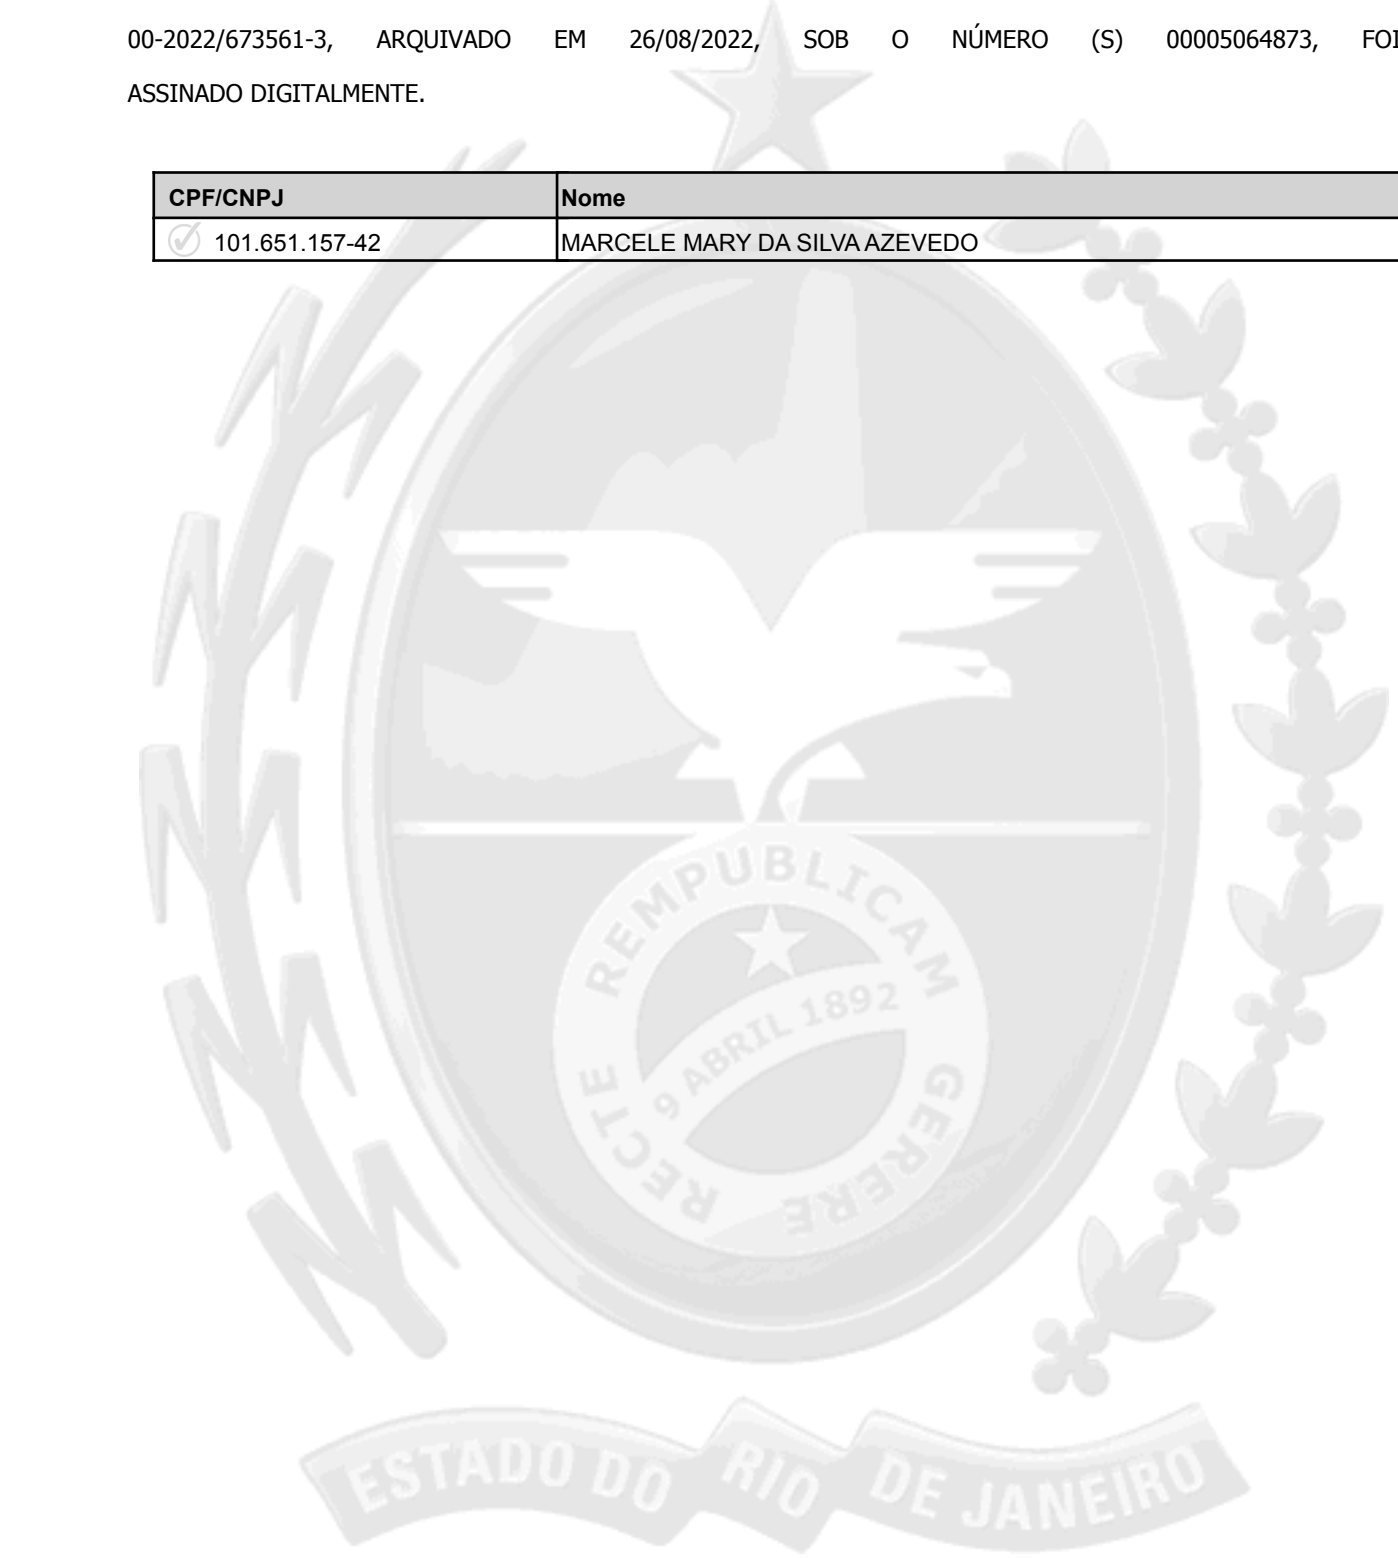 00-2022/673561-3, ARQUIVADO EM 26/08/2022, SOB O NÚMERO (S) 00005064873, FOI
ASSINADO DIGITALMENTE.
CPF/CNPJ Nome
101.651.157-42 MARCELE MARY DA SILVA AZEVEDO
RECTE REMPUBLICAM GERERE
9 ABRIL 1892
ESTADO DO RIO DE JANEIRO